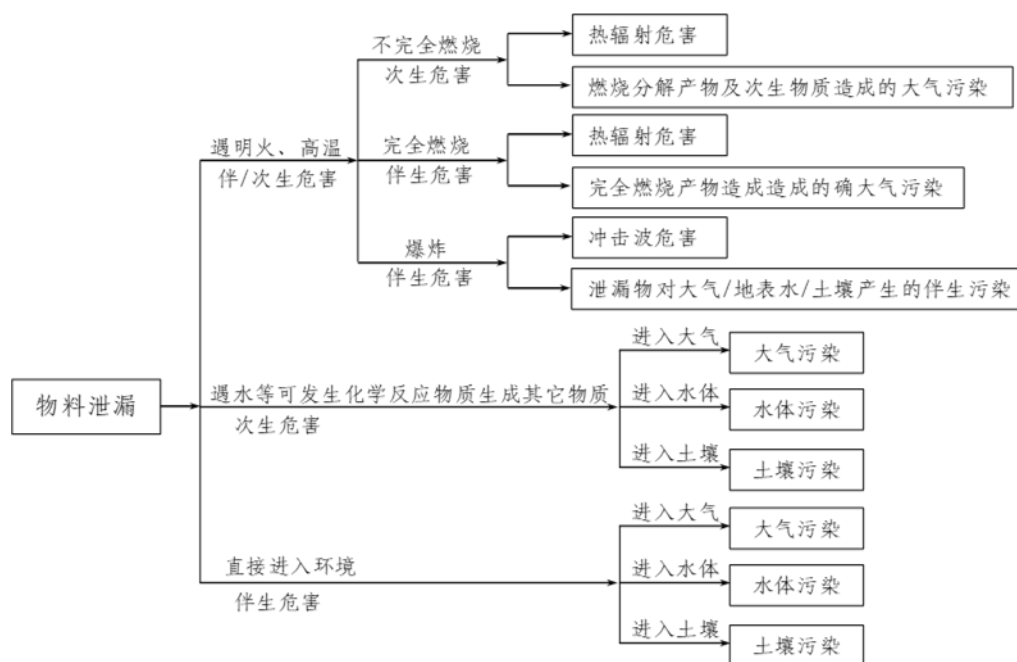 不完全燃烧
次生危害
热辐射危害
燃烧分解产物及次生物质造成的大气污染
遇明火、高温
伴/次生危害
完全燃烧
伴生危害
热辐射危害
完全燃烧产物造成造成的确大气污染
爆炸
伴生危害
冲击波危害
泄漏物对大气/地表水/土壤产生的伴生污染
物料泄漏
遇水等可发生化学反应物质生成其它物质
次生危害
进入大气
大气污染
进入水体
水体污染
进入土壤
土壤污染
直接进入环境
伴生危害
进入大气
大气污染
进入水体
水体污染
进入土壤
土壤污染